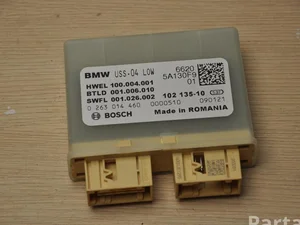 BMW USS-04 LOW 6620
5A130F9
01
HWEL 100.004.001
BTLD 001.006.010
SWFL 001.026.002 102 135-10
0 263 014 460 0000510 090121
BOSCH Made in ROMANIA
Parta